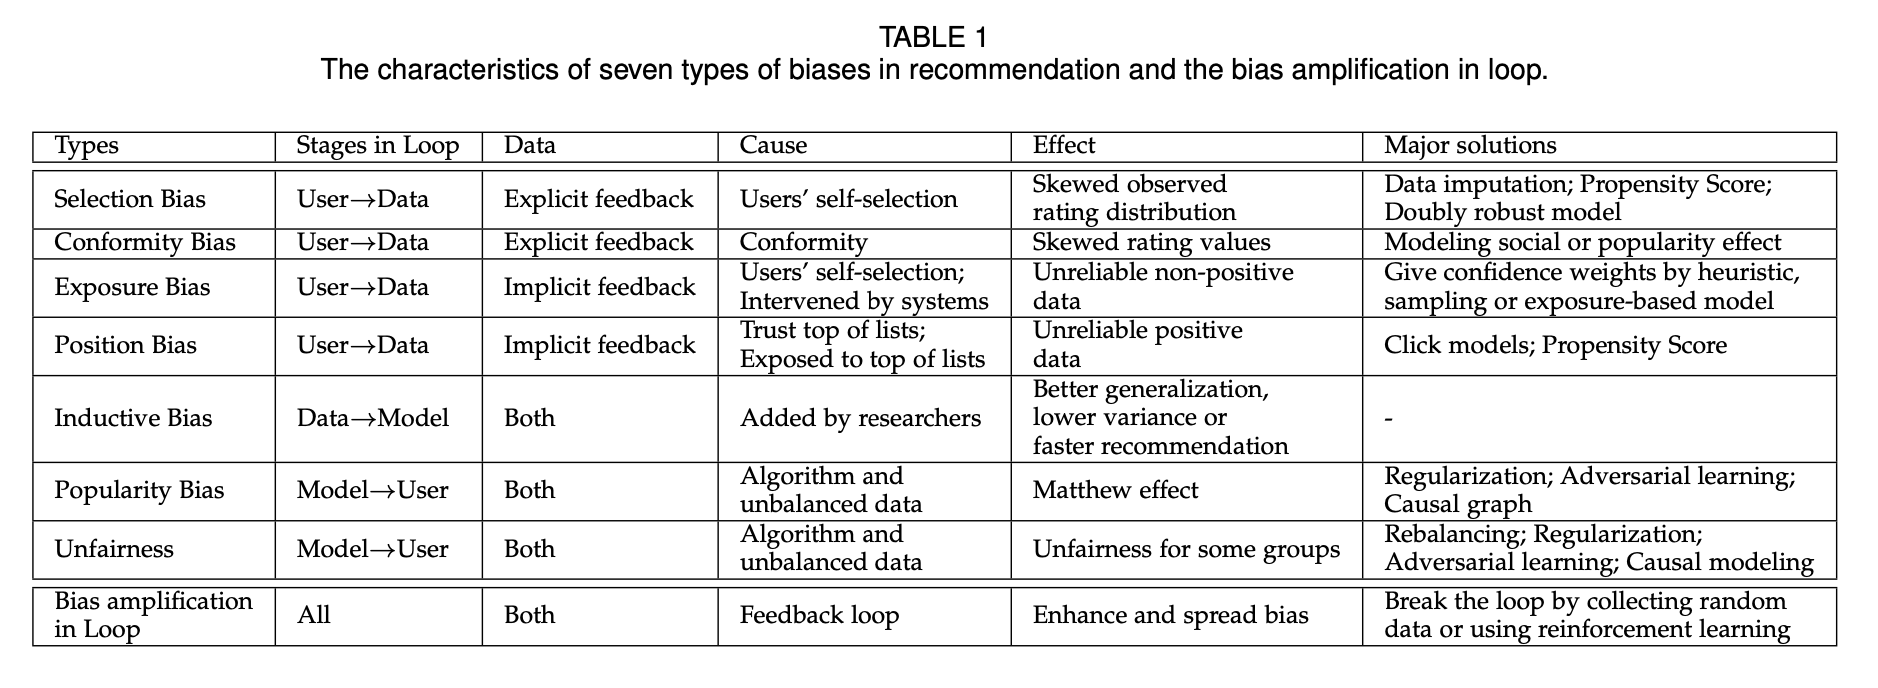 TABLE 1
The characteristics of seven types of biases in recommendation and the bias amplification in loop.
Types Stages in Loop Data Cause Effect Major solutions
Selection Bias User→Data Explicit feedback Users' self-selection Skewed observed rating distribution Data imputation; Propensity Score; Doubly robust model
Conformity Bias User→Data Explicit feedback Conformity Skewed rating values Modeling social or popularity effect
Exposure Bias User→Data Implicit feedback Users' self-selection; Intervened by systems Unreliable non-positive data Give confidence weights by heuristic, sampling or exposure-based model
Position Bias User→Data Implicit feedback Trust top of lists; Exposed to top of lists Unreliable positive data Click models; Propensity Score
Inductive Bias Data→Model Both Added by researchers Better generalization, lower variance or faster recommendation -
Popularity Bias Model→User Both Algorithm and unbalanced data Matthew effect Regularization; Adversarial learning; Causal graph
Unfairness Model→User Both Algorithm and unbalanced data Unfairness for some groups Rebalancing; Regularization; Adversarial learning; Causal modeling
Bias amplification in Loop All Both Feedback loop Enhance and spread bias Break the loop by collecting random data or using reinforcement learning